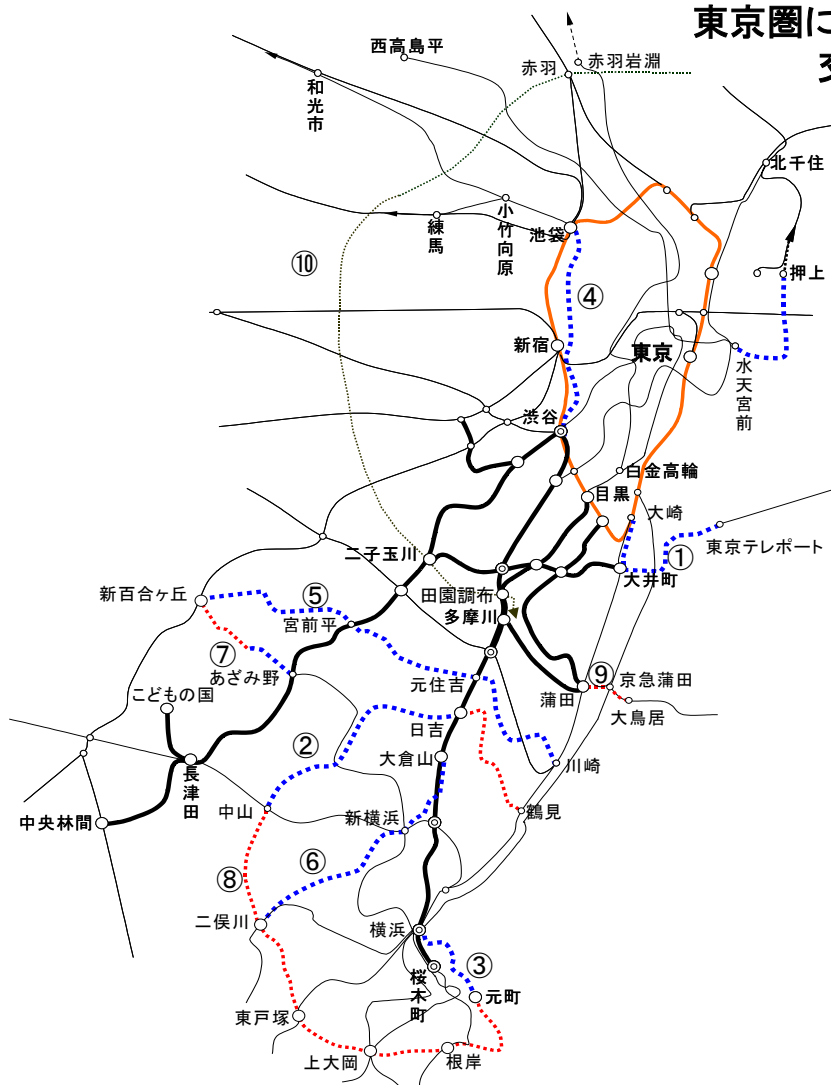 東京圏に
西高島平
赤羽
赤羽岩淵
和光市
北千住
小竹向原
練馬
池袋
押上
⑩
④
新宿
東京
水天宮前
渋谷
白金高輪
目黒
大崎
東京テレポート
①
二子玉川
大井町
田園調布
多摩川
新百合ヶ丘
⑤
宮前平
⑦
あざみ野
元住吉
⑨
京急蒲田
蒲田
大鳥居
こどもの国
日吉
②
大倉山
川崎
長津田
中山
新横浜
鶴見
中央林間
⑥
⑧
二俣川
横浜
③
桜木町
元町
東戸塚
上大岡
根岸